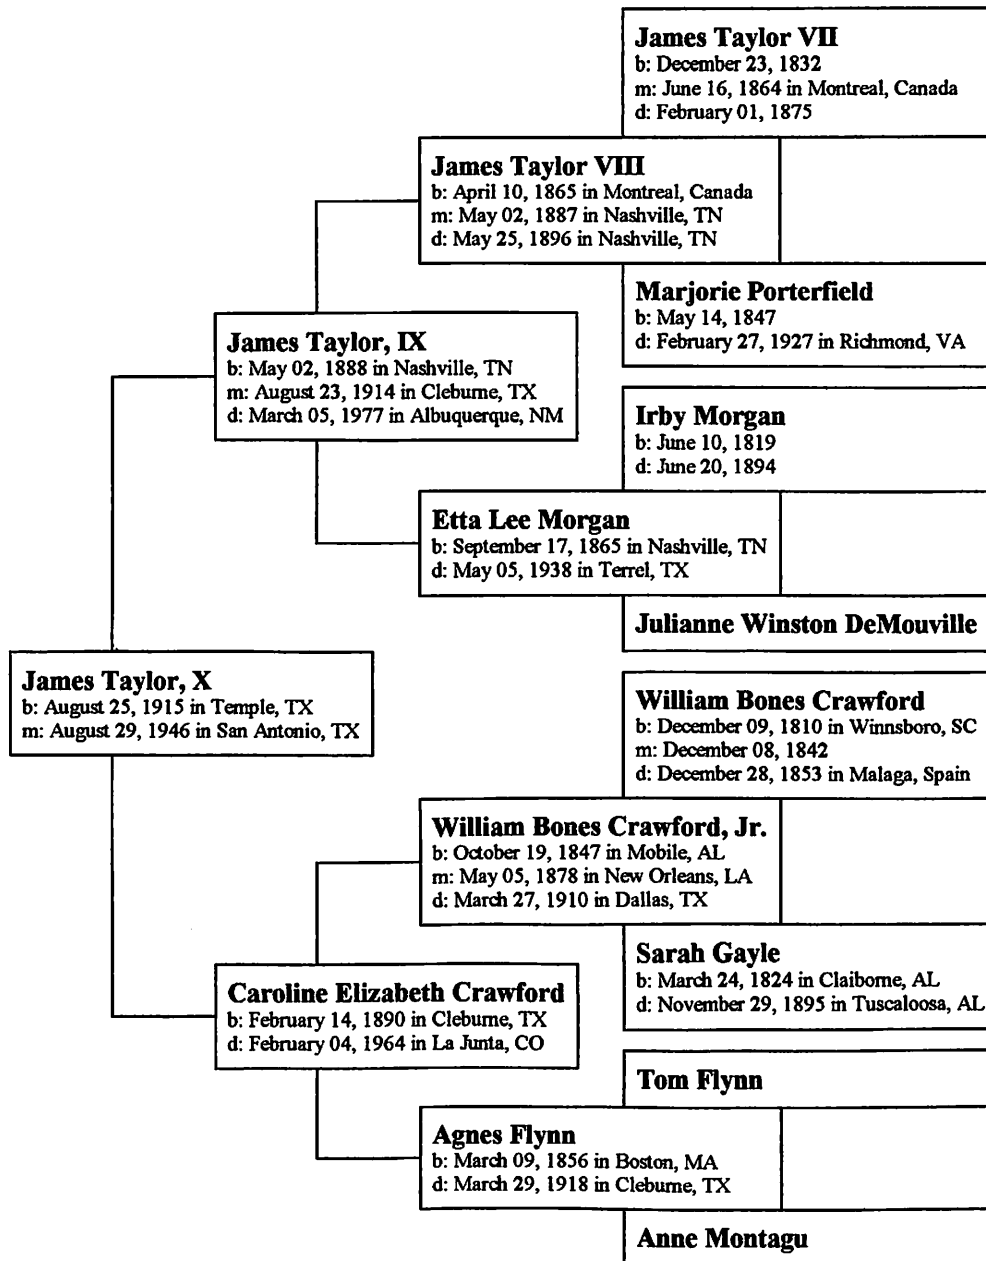 James Taylor VII
b: December 23, 1832
m: June 16, 1864 in Montreal, Canada
d: February 01, 1875
James Taylor VIII
b: April 10, 1865 in Montreal, Canada
m: May 02, 1887 in Nashville, TN
d: May 25, 1896 in Nashville, TN
Marjorie Porterfield
b: May 14, 1847
d: February 27, 1927 in Richmond, VA
James Taylor, IX
b: May 02, 1888 in Nashville, TN
m: August 23, 1914 in Cleburne, TX
d: March 05, 1977 in Albuquerque, NM
Irby Morgan
b: June 10, 1819
d: June 20, 1894
Etta Lee Morgan
b: September 17, 1865 in Nashville, TN
d: May 05, 1938 in Terrel, TX
Julianne Winston DeMouville
James Taylor, X
b: August 25, 1915 in Temple, TX
m: August 29, 1946 in San Antonio, TX
William Bones Crawford
b: December 09, 1810 in Winnsboro, SC
m: December 08, 1842
d: December 28, 1853 in Malaga, Spain
William Bones Crawford, Jr.
b: October 19, 1847 in Mobile, AL
m: May 05, 1878 in New Orleans, LA
d: March 27, 1910 in Dallas, TX
Sarah Gayle
b: March 24, 1824 in Claiborne, AL
d: November 29, 1895 in Tuscaloosa, AL
Caroline Elizabeth Crawford
b: February 14, 1890 in Cleburne, TX
d: February 04, 1964 in La Junta, CO
Tom Flynn
Agnes Flynn
b: March 09, 1856 in Boston, MA
d: March 29, 1918 in Cleburne, TX
Anne Montagu